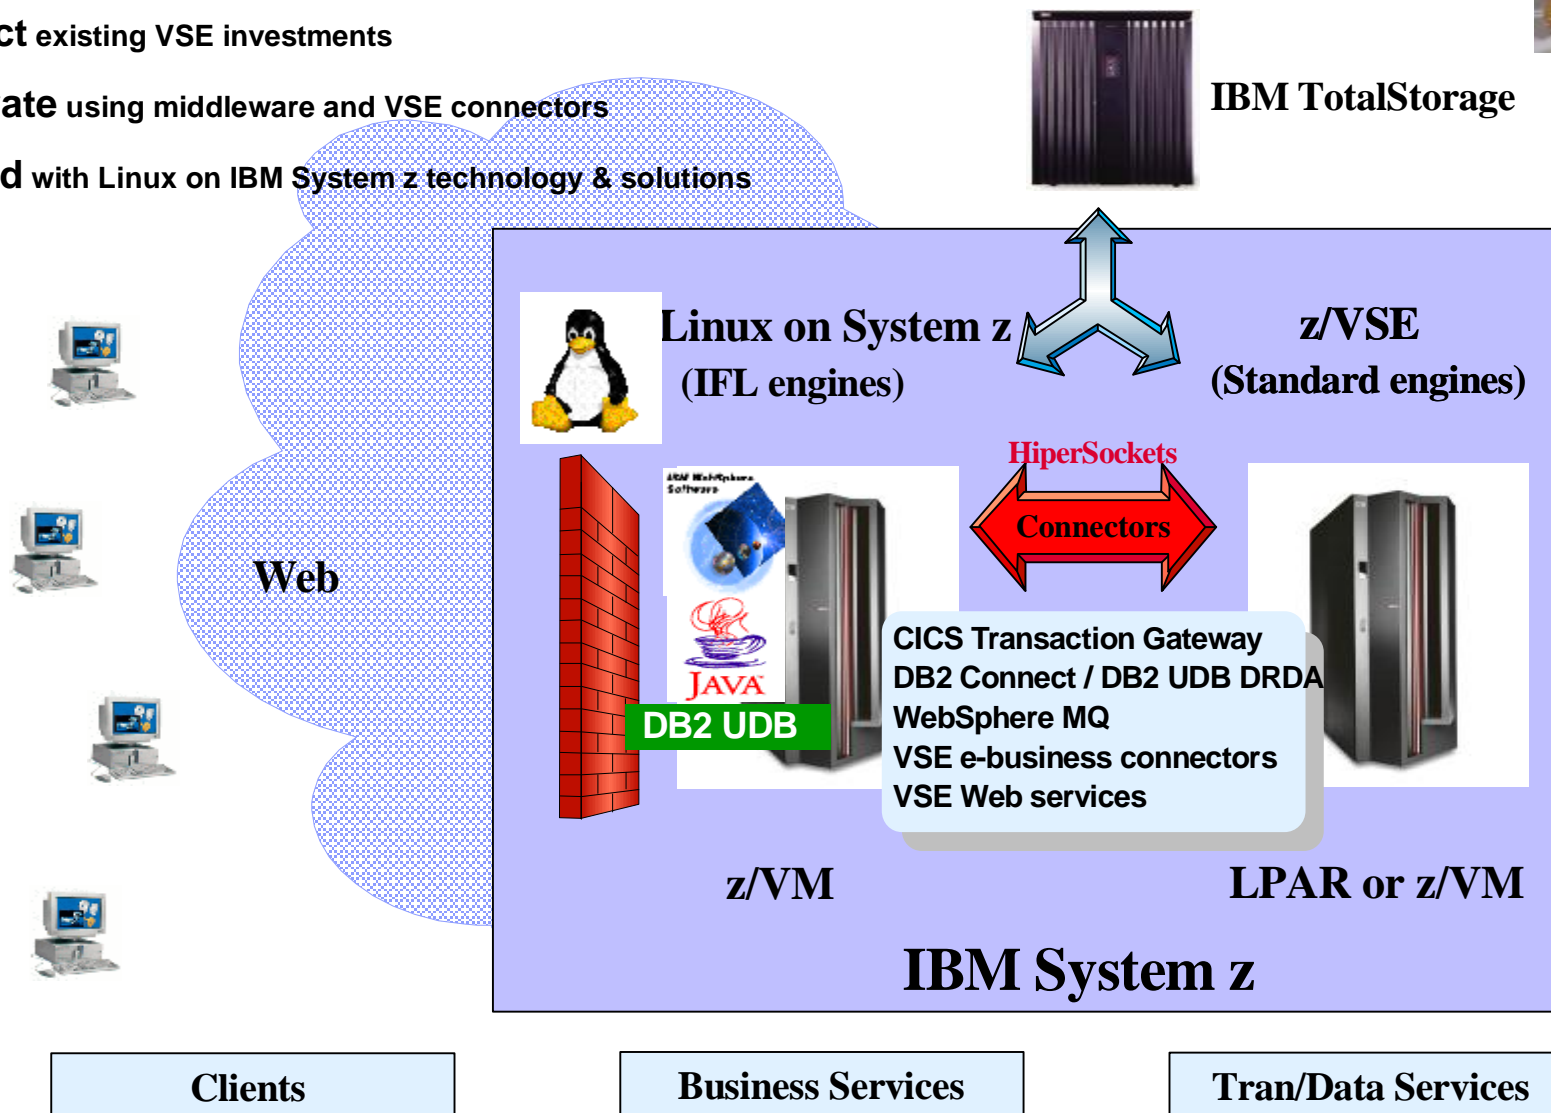 ct existing VSE investments
ate using middleware and VSE connectors
d with Linux on IBM System z technology & solutions
IBM TotalStorage
Linux on System z
(IFL engines)
z/VSE
(Standard engines)
HiperSockets
Connectors
IBM WebSphere
Software
JAVA
DB2 UDB
Web
CICS Transaction Gateway
DB2 Connect / DB2 UDB DRDA
WebSphere MQ
VSE e-business connectors
VSE Web services
z/VM
LPAR or z/VM
IBM System z
Clients
Business Services
Tran/Data Services